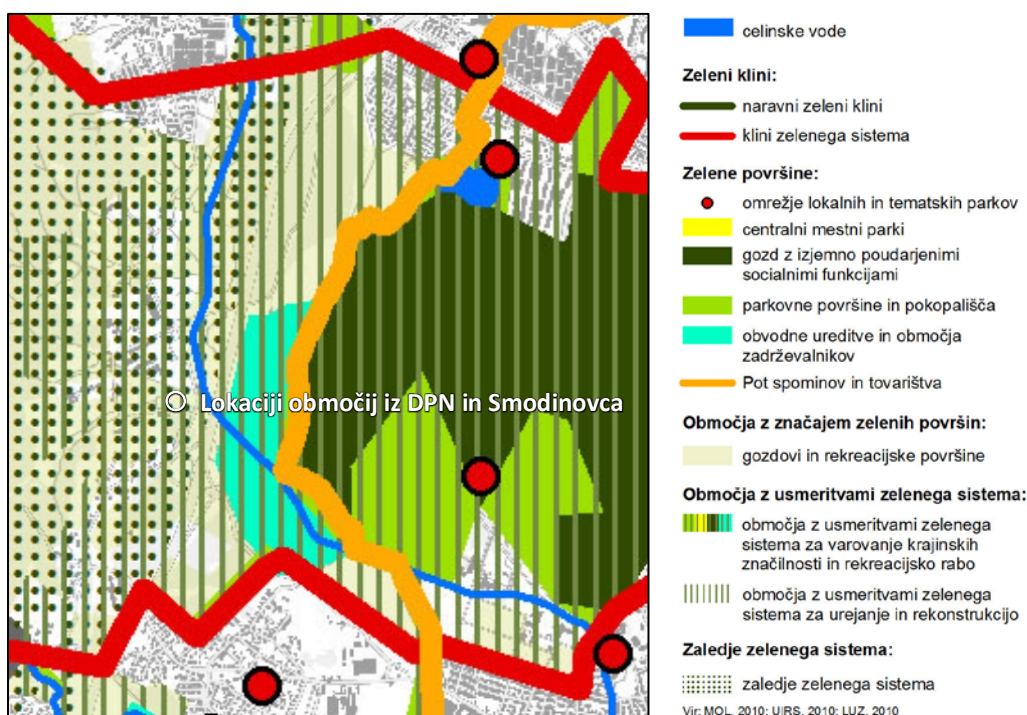 Lokaciji območij iz DPN in Smodinovca
celinske vode
Zeleni klini:
naravni zeleni klini
klini zelenega sistema
Zelene površine:
omrežje lokalnih in tematskih parkov
centralni mestni parki
gozd z izjemno poudarjenimi
socialnimi funkcijami
parkovne površine in pokopališča
obvodne ureditve in območja
zadrževalnikov
Pot spominov in tovarištva
Območja z značajem zelenih površin:
gozdovi in rekreacijske površine
Območja z usmeritvami zelenega sistema:
območja z usmeritvami zelenega
sistema za varovanje krajinskih
značilnosti in rekreacijsko rabo
območja z usmeritvami zelenega
sistema za urejanje in rekonstrukcijo
Zaledje zelenega sistema:
zaledje zelenega sistema
Vir: MOL, 2010; UIRS, 2010; LUZ, 2010